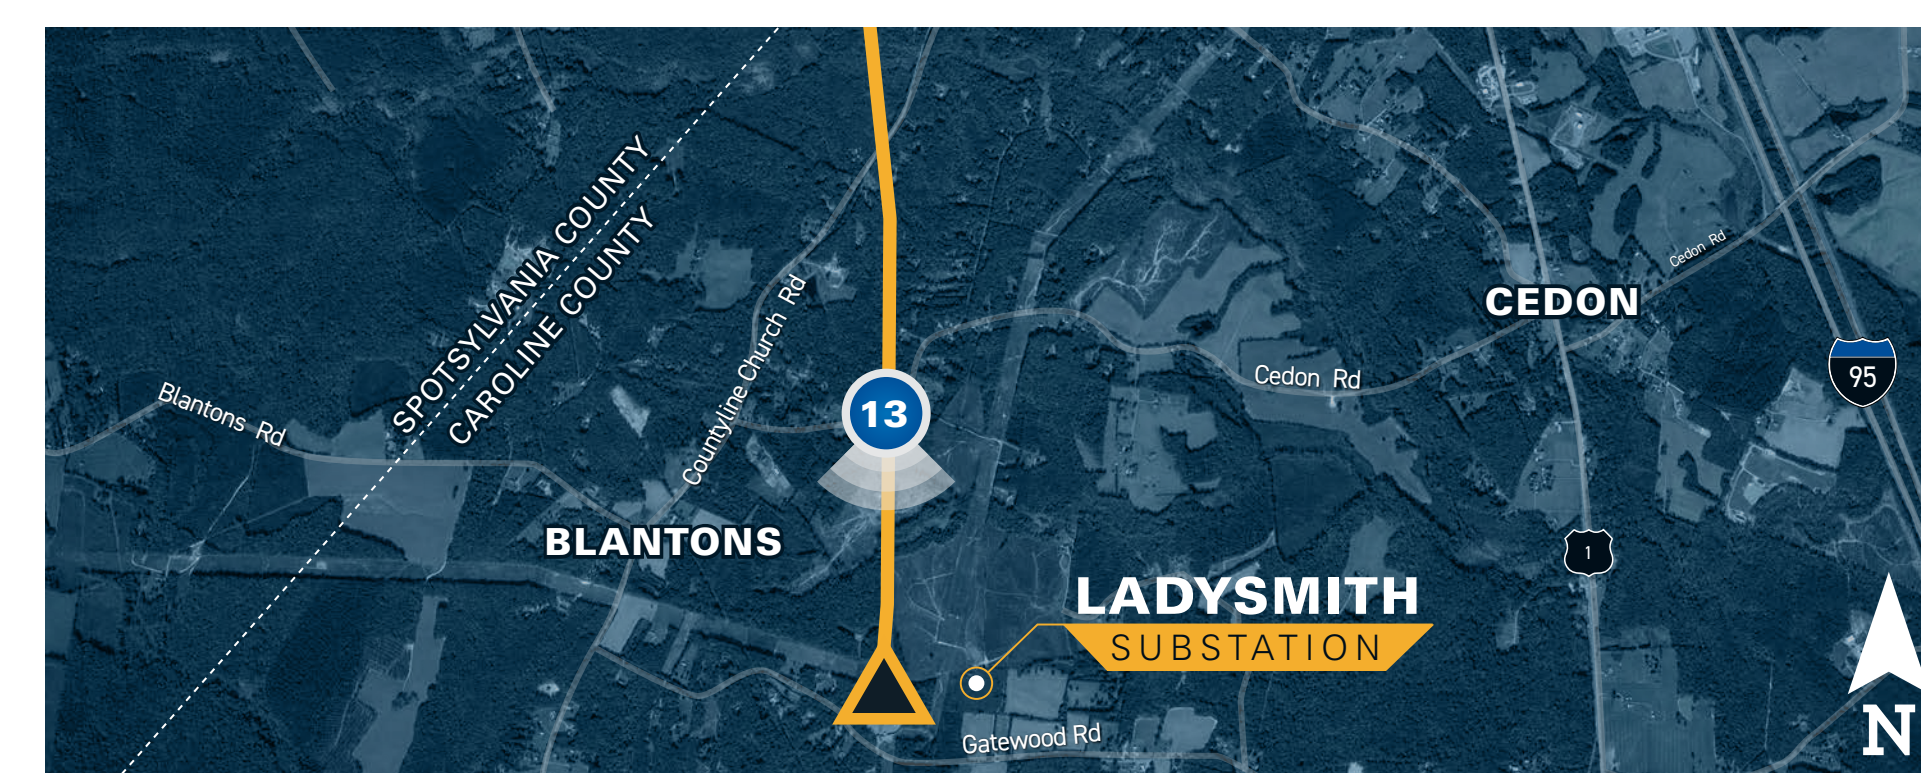 SPOTSYLVANIA COUNTY
CAROLINE COUNTY
Cedon Rd
CEDON
Countyline Church Rd
95
Cedon Rd
Blantons Rd
13
BLANTONS
1
LADYSMITH
SUBSTATION
Gatewood Rd
N